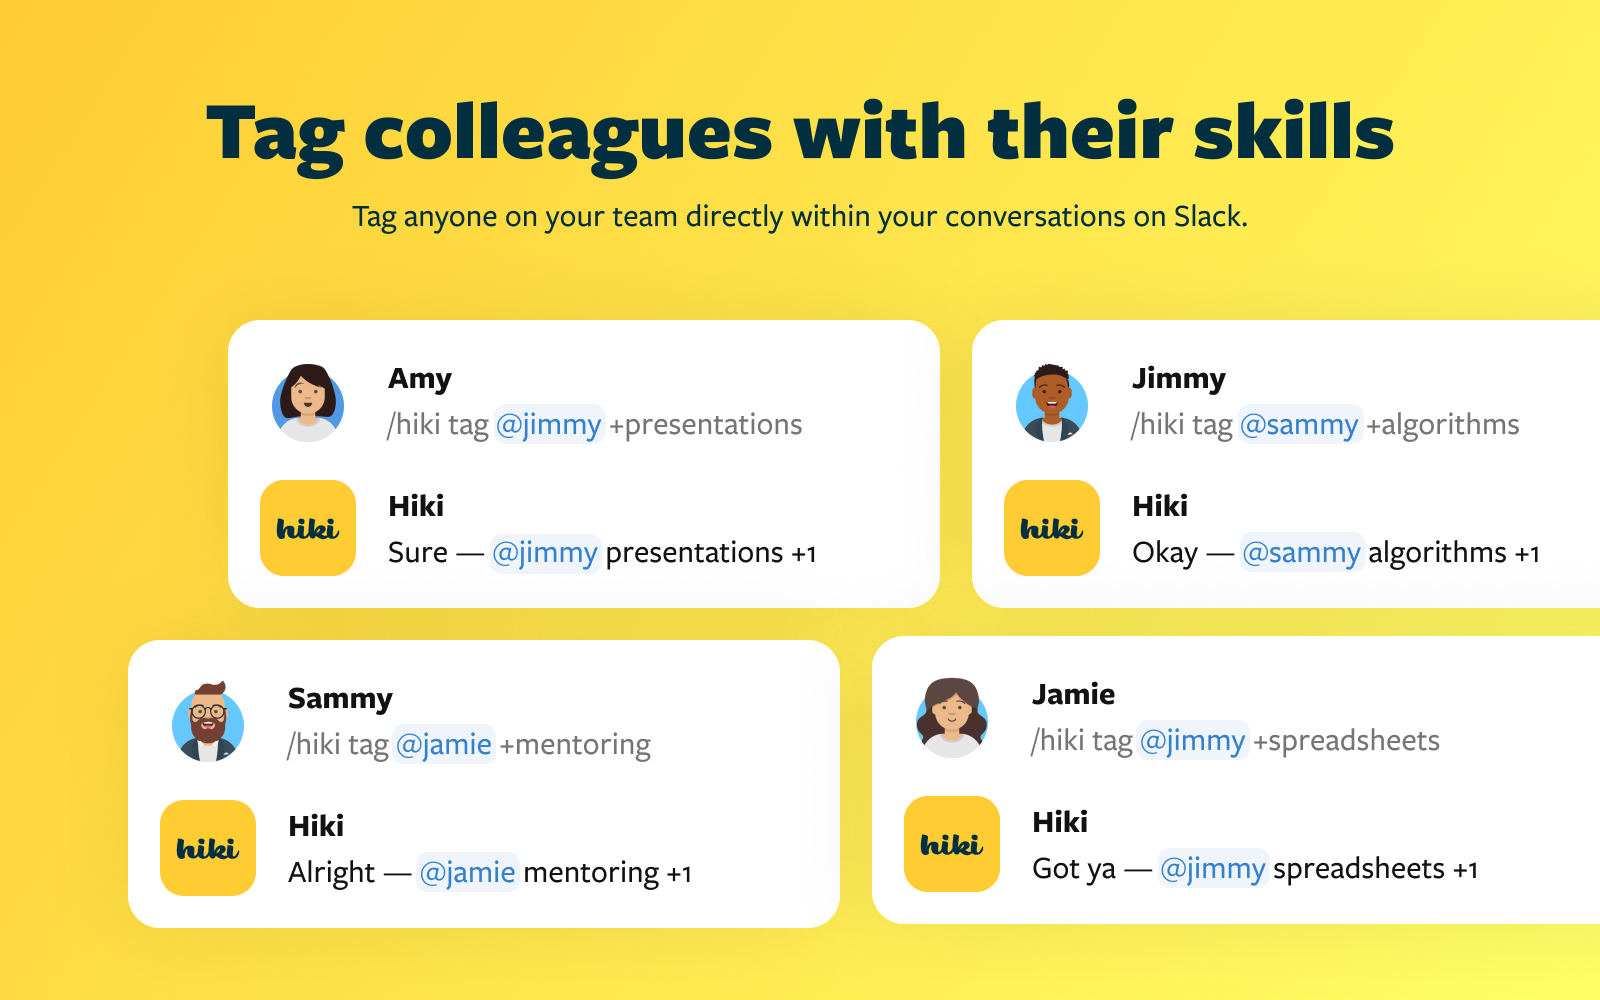 Tag colleagues with their skills
Tag anyone on your team directly within your conversations on Slack.
Amy
/hiki tag @jimmy +presentations
hiki
Hiki
Sure — @jimmy presentations +1
Jimmy
/hiki tag @sammy +algorithms
hiki
Hiki
Okay — @sammy algorithms +1
Sammy
/hiki tag @jamie +mentoring
hiki
Hiki
Alright — @jamie mentoring +1
Jamie
/hiki tag @jimmy +spreadsheets
hiki
Hiki
Got ya — @jimmy spreadsheets +1